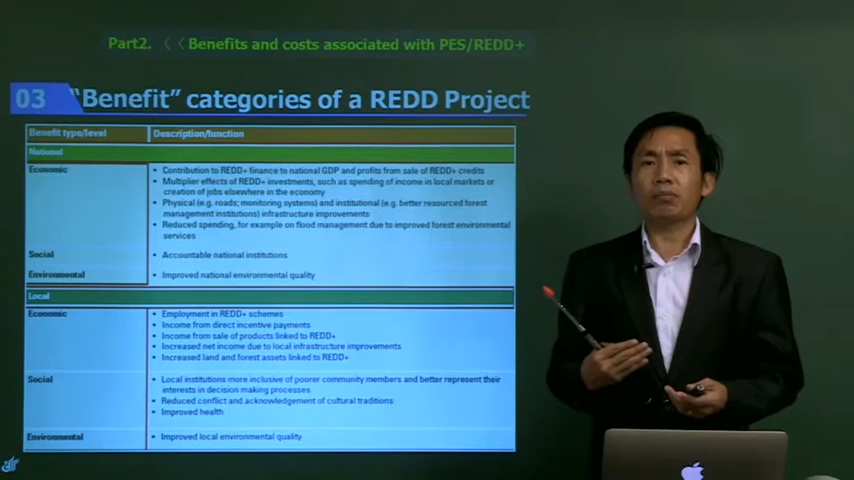 Part2. 〈〈 Benefits and costs associated with PES/REDD+
03 "Benefit" categories of a REDD Project
Benefit type/level Description/function
National
Economic • Contribution to REDD+ finance to national GDP and profits from sale of REDD+ credits
• Multiplier effects of REDD+ investments, such as spending of income in local markets or
creation of jobs elsewhere in the economy
• Physical (e.g. roads; monitoring systems) and institutional (e.g. better resourced forest
management institutions) infrastructure improvements
• Reduced spending, for example on flood management due to improved forest environmental
services
Social • Accountable national institutions
Environmental • Improved national environmental quality
Local
Economic • Employment in REDD+ schemes
• Income from direct incentive payments
• Income from sale of products linked to REDD+
• Increased net income due to local infrastructure improvements
• Increased land and forest assets linked to REDD+
Social • Local institutions more inclusive of poorer community members and better represent their
interests in decision making processes
• Reduced conflict and acknowledgement of cultural traditions
• Improved health
Environmental • Improved local environmental quality